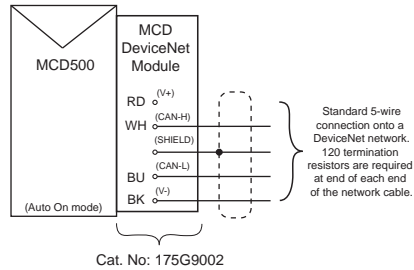 MCD500
(Auto On mode)
MCD
DeviceNet
Module
RD (V+)
WH (CAN-H)
(SHIELD)
BU (CAN-L)
BK (V-)
Standard 5-wire
connection onto a
DeviceNet network.
120 termination
resistors are required
at end of each end
of the network cable.
Cat. No: 175G9002